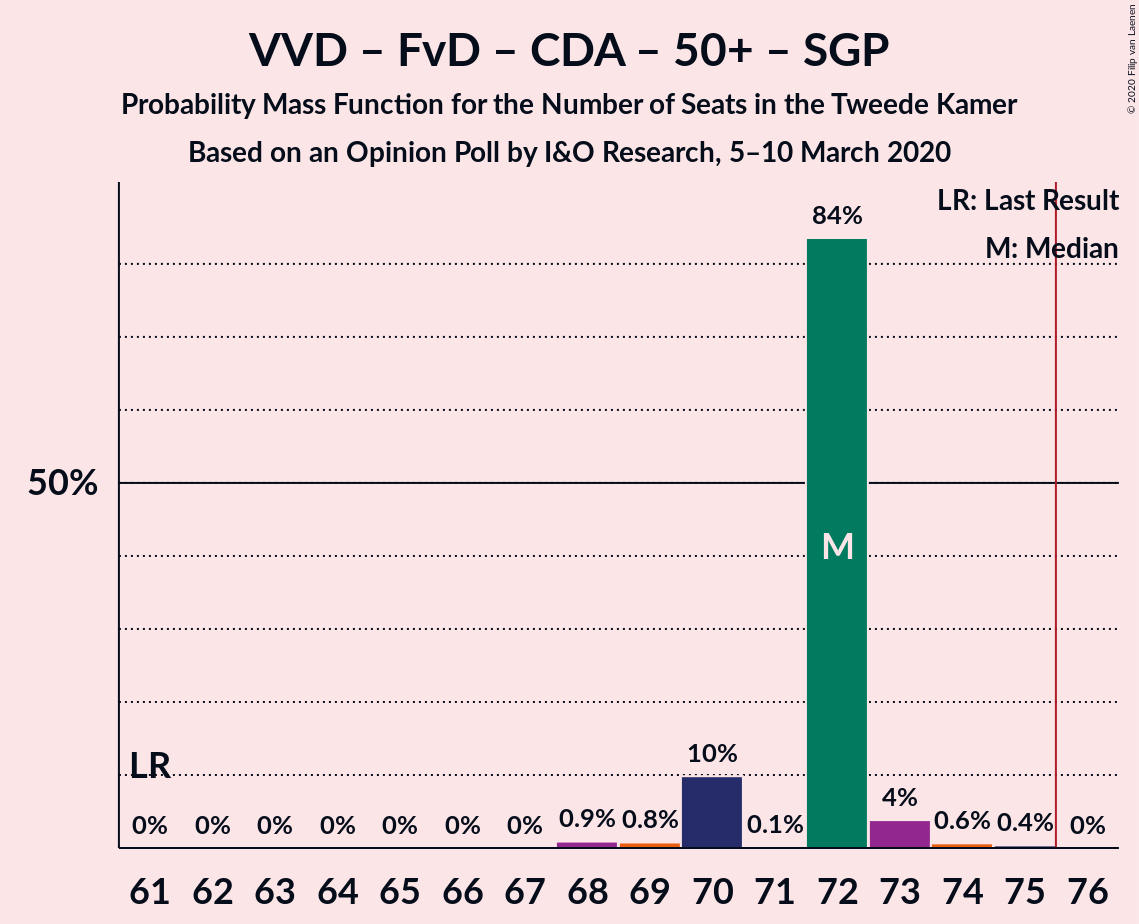 VVD – FvD – CDA – 50+ – SGP
Probability Mass Function for the Number of Seats in the Tweede Kamer
Based on an Opinion Poll by I&O Research, 5–10 March 2020
© 2020 Filip van Laenen
LR: Last Result
M: Median
84%
50%
M
LR
10%
4%
0% 0% 0% 0% 0% 0% 0% 0.9% 0.8% 0.1% 0.6% 0.4% 0%
61 62 63 64 65 66 67 68 69 70 71 72 73 74 75 76